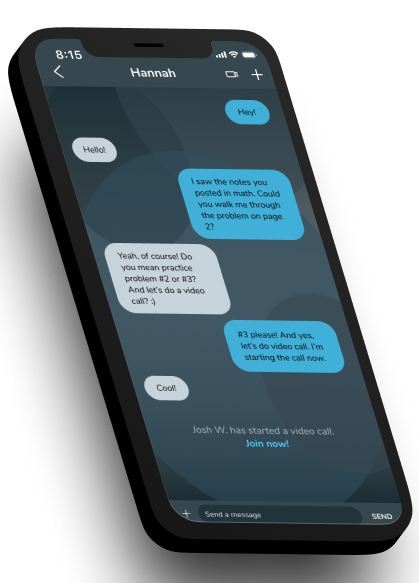 8:15
Hannah
Hey!
Hello!
I saw the notes you
posted in math. Could
you walk me through
the problem on page
2?
Yeah, of course! Do
you mean practice
problem #2 or #3?
And let's do a video
call? :)
#3 please! And yes,
let's do video call. I'm
starting the call now.
Cool!
Josh W. has started a video call.
Join now!
Send a message
SEND